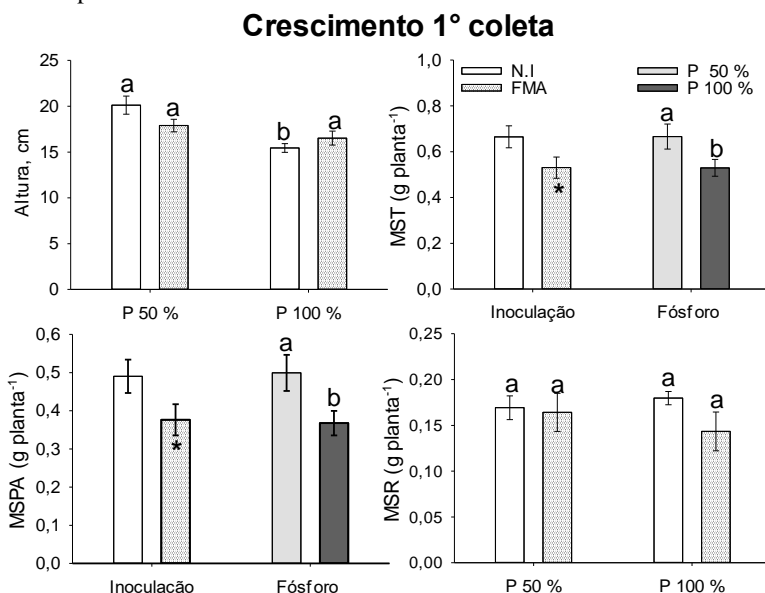 Crescimento 1° coleta
Altura, cm
25
20
15
10
5
0
a
a
b
a
P 50 %
P 100 %
MST (g planta-1)
1,0
0,8
0,6
0,4
0,2
0,0
N.I
FMA
P 50 %
P 100 %
*
a
b
Inoculação
Fósforo
MSPA (g planta-1)
0,6
0,5
0,4
0,3
0,2
0,1
0,0
*
a
b
Inoculação
Fósforo
MSR (g planta-1)
0,25
0,20
0,15
0,10
0,05
0,00
a
a
a
a
P 50 %
P 100 %